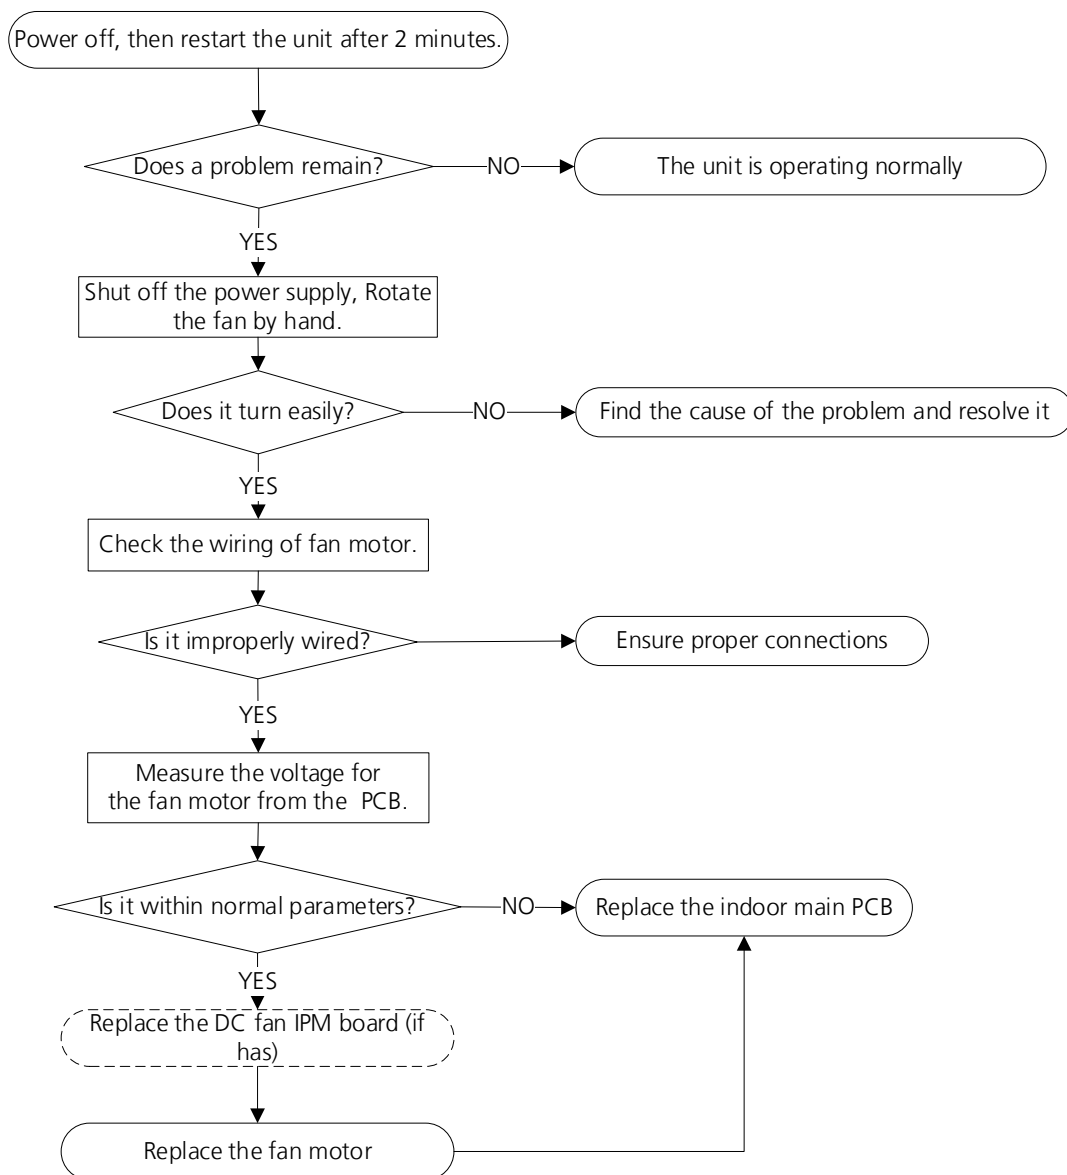 Power off, then restart the unit after 2 minutes.
Does a problem remain?
NO
The unit is operating normally
YES
Shut off the power supply, Rotate
the fan by hand.
Does it turn easily?
NO
Find the cause of the problem and resolve it
YES
Check the wiring of fan motor.
Is it improperly wired?
Ensure proper connections
YES
Measure the voltage for
the fan motor from the PCB.
Is it within normal parameters?
NO
Replace the indoor main PCB
YES
Replace the DC fan IPM board (if
has)
Replace the fan motor